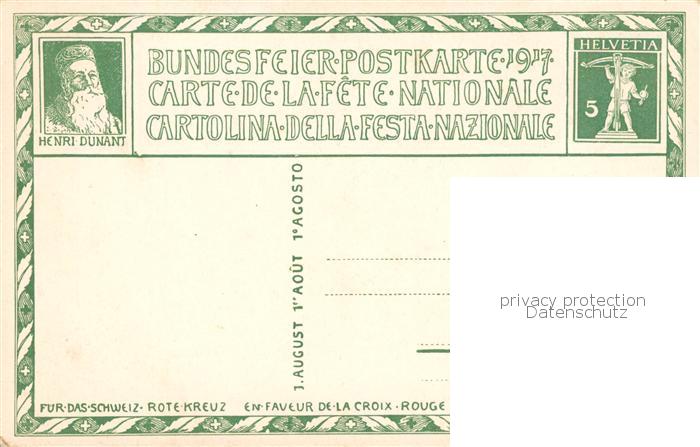 BUNDESFEIER·POSTKARTE·1917·
CARTE·DE·LA·FÊTE·NATIONALE
CARTOLINA·DELLA·FESTA·NAZIONALE
HENRI DUNANT
HELVETIA
5
1.AUGUST 1ER AOÛT 1º AGOSTO
privacy protection
Datenschutz
FÜR·DAS·SCHWEIZ·ROTE·KREUZ EN·FAVEUR·DE·LA·CROIX·ROUGE